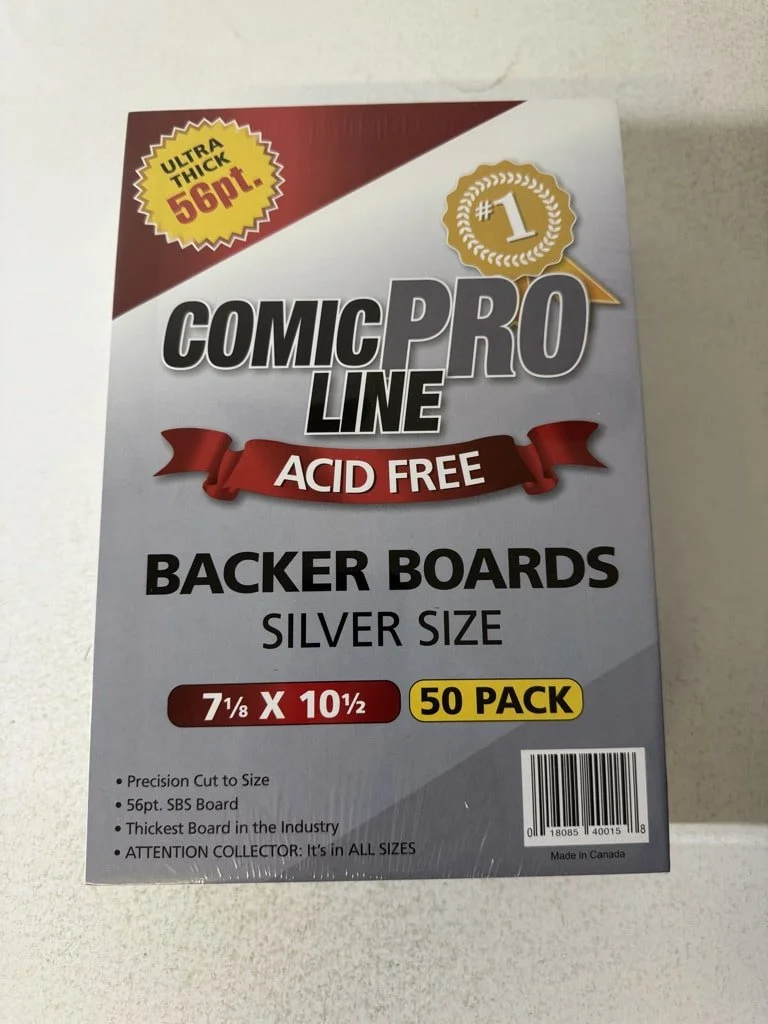 ULTRA
THICK
56pt.
#1
COMICPRO
LINE
ACID FREE
BACKER BOARDS
SILVER SIZE
7⅛ X 10½
50 PACK
• Precision Cut to Size
• 56pt. SBS Board
• Thickest Board in the Industry
• ATTENTION COLLECTOR: It's in ALL SIZES
0 18085 40015 8
Made in Canada